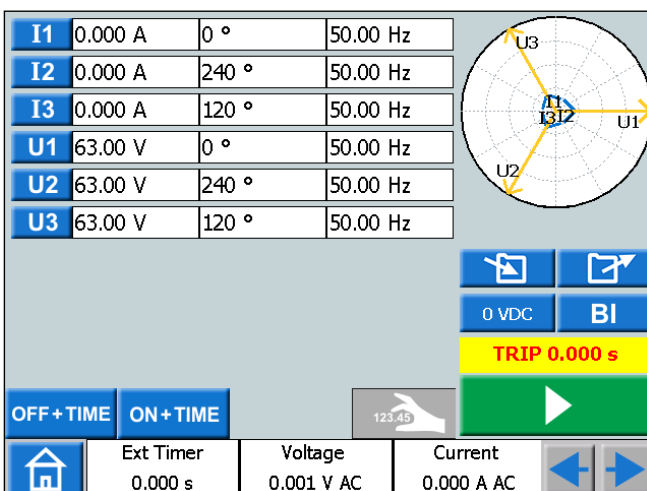 I1 0.000 A 0 ° 50.00 Hz
I2 0.000 A 240 ° 50.00 Hz
I3 0.000 A 120 ° 50.00 Hz
U1 63.00 V 0 ° 50.00 Hz
U2 63.00 V 240 ° 50.00 Hz
U3 63.00 V 120 ° 50.00 Hz
U3
I1
I3 I2
U1
U2
0 VDC BI
TRIP 0.000 s
OFF+TIME ON+TIME 123.45
Ext Timer Voltage Current
0.000 s 0.001 V AC 0.000 A AC